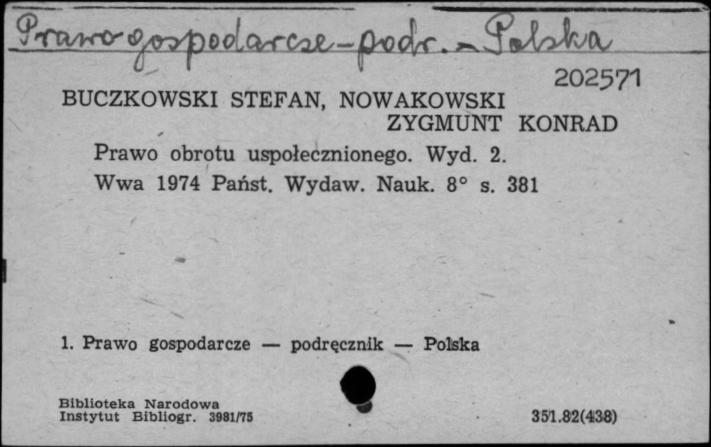 Prawo gospodarcze - podr. - Polska
202571
BUCZKOWSKI STEFAN, NOWAKOWSKI
ZYGMUNT KONRAD
Prawo obrotu uspołecznionego. Wyd. 2.
Wwa 1974 Państ. Wydaw. Nauk. 8° s. 381
1. Prawo gospodarcze — podręcznik — Polska
Biblioteka Narodowa
Instytut Bibliogr. 3981/75
351.82(438)